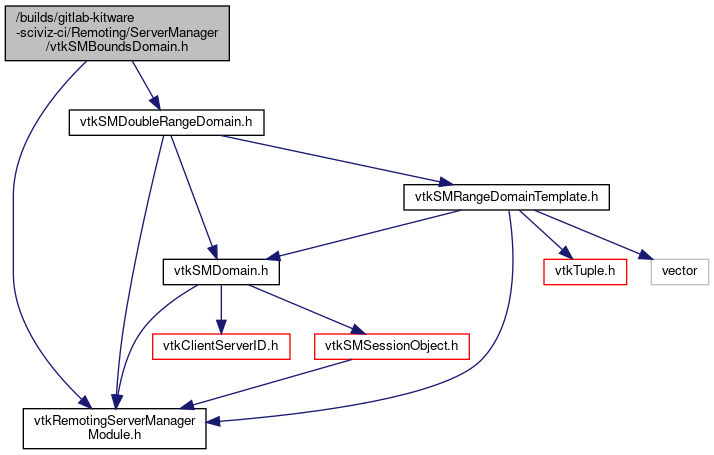 /builds/gitlab-kitware
-sciviz-ci/Remoting/ServerManager
/vtkSMBoundsDomain.h
vtkSMDoubleRangeDomain.h
vtkSMRangeDomainTemplate.h
vtkSMDomain.h
vtkTuple.h
vector
vtkClientServerID.h
vtkSMSessionObject.h
vtkRemotingServerManager
Module.h